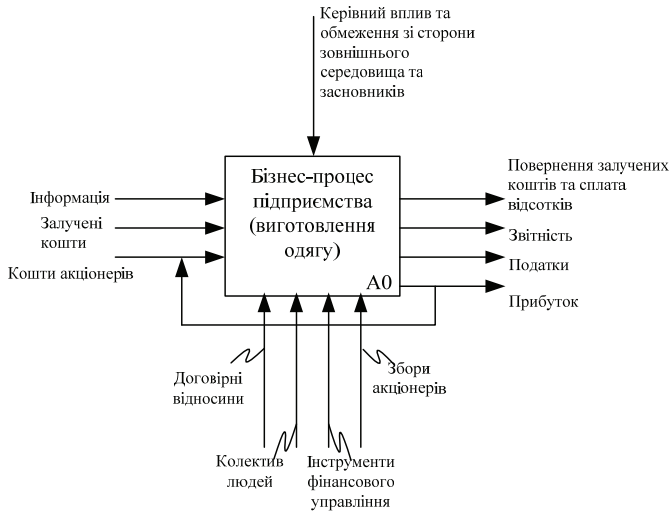 Керівний вплив та
обмеження зі сторони
зовнішнього
середовища та
засновників
Бізнес-процес
підприємства
(виготовлення
одягу)
А0
Інформація
Залучені
кошти
Кошти акціонерів
Повернення залучених
коштів та сплата
відсотків
Звітність
Податки
Прибуток
Договірні
відносини
Збори
акціонерів
Колектив
людей
Інструменти
фінансового
управління